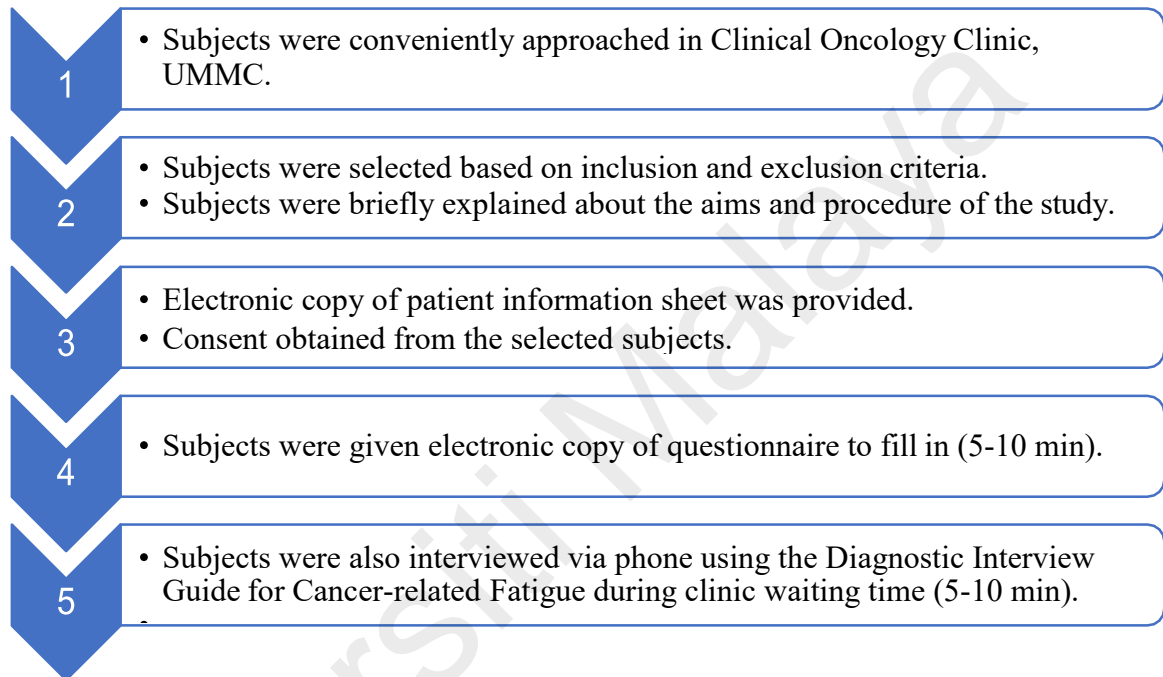 1
• Subjects were conveniently approached in Clinical Oncology Clinic,
UMMC.
2
• Subjects were selected based on inclusion and exclusion criteria.
• Subjects were briefly explained about the aims and procedure of the study.
3
• Electronic copy of patient information sheet was provided.
• Consent obtained from the selected subjects.
4
• Subjects were given electronic copy of questionnaire to fill in (5-10 min).
5
• Subjects were also interviewed via phone using the Diagnostic Interview
Guide for Cancer-related Fatigue during clinic waiting time (5-10 min).
•
rsiti Malaya